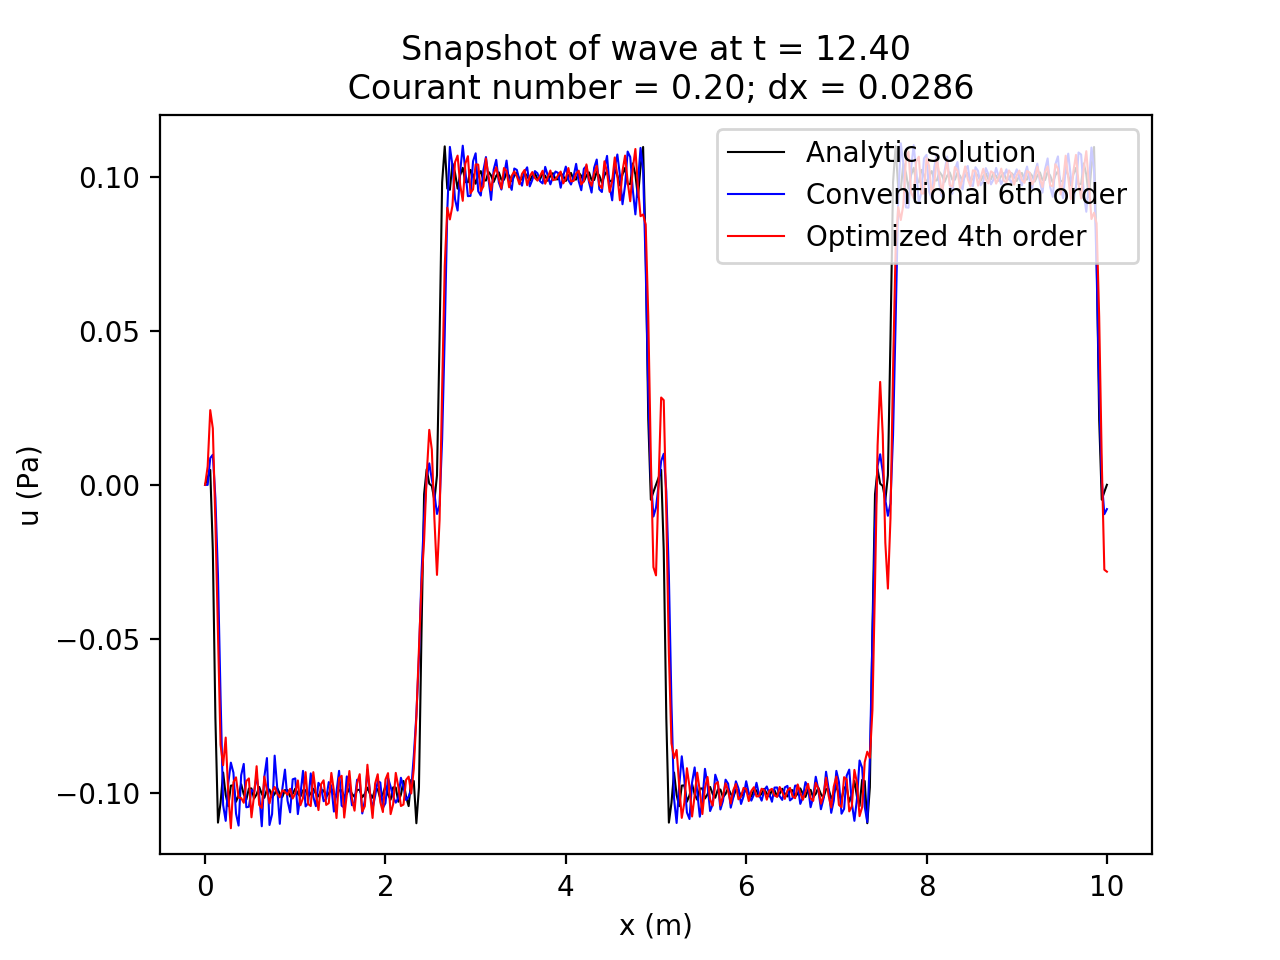 Snapshot of wave at t = 12.40
Courant number = 0.20; dx = 0.0286
Analytic solution
Conventional 6th order
Optimized 4th order
0.10
0.05
0.00
−0.05
−0.10
u (Pa)
0 2 4 6 8 10
x (m)